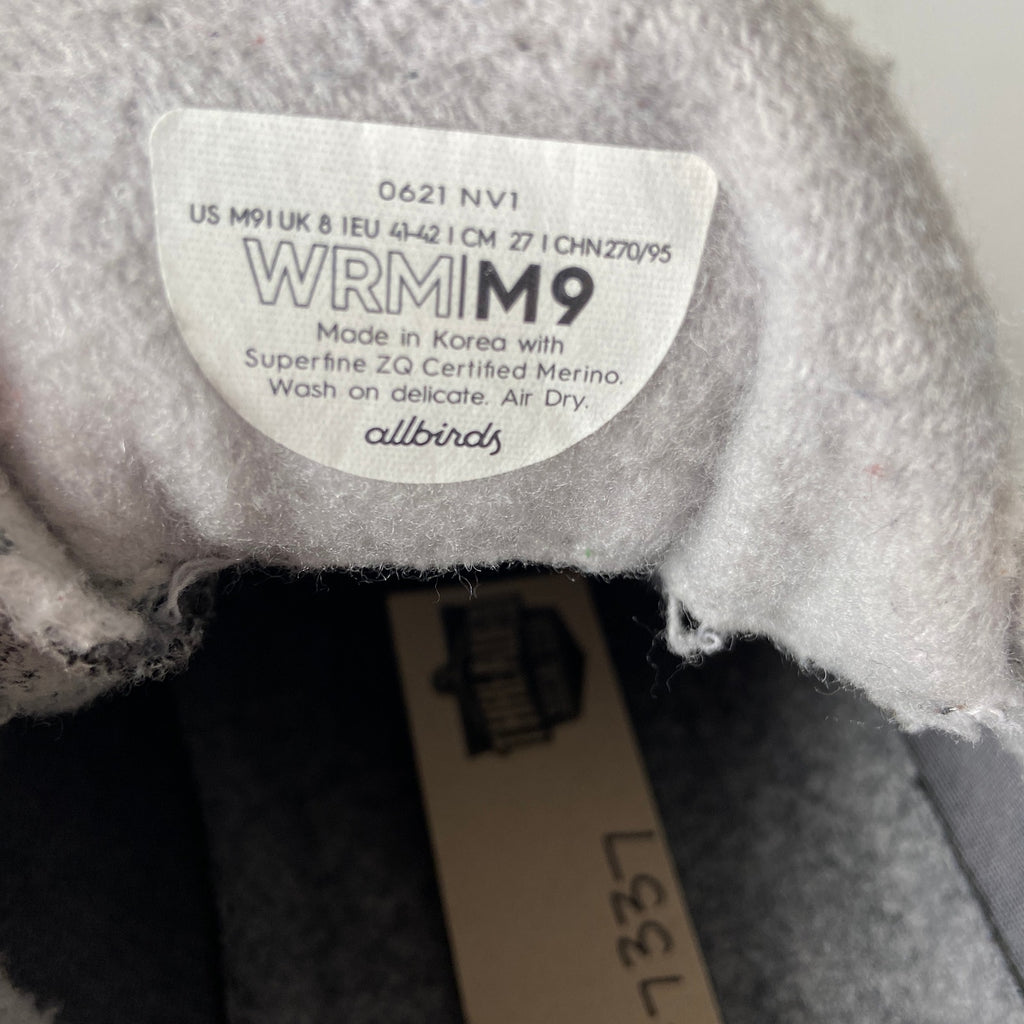 0621 NV1
US M9 | UK 8 | EU 41-42 | CM 27 | CHN 270/95
WRM|M9
Made in Korea with
Superfine ZQ Certified Merino.
Wash on delicate. Air Dry.
allbirds